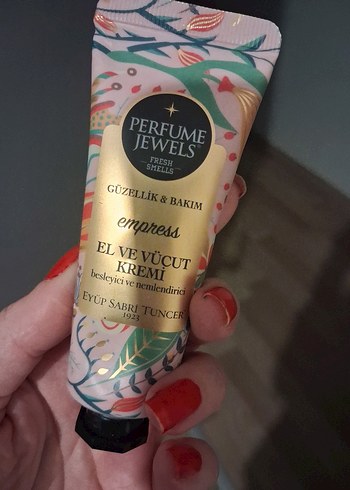 PERFUME
JEWELS
FRESH
SMELLS
GÜZELLİK & BAKIM
empress
EL VE VÜCUT
KREMİ
besleyici ve nemlendirici
EYÜP SABRİ TUNCER
1923